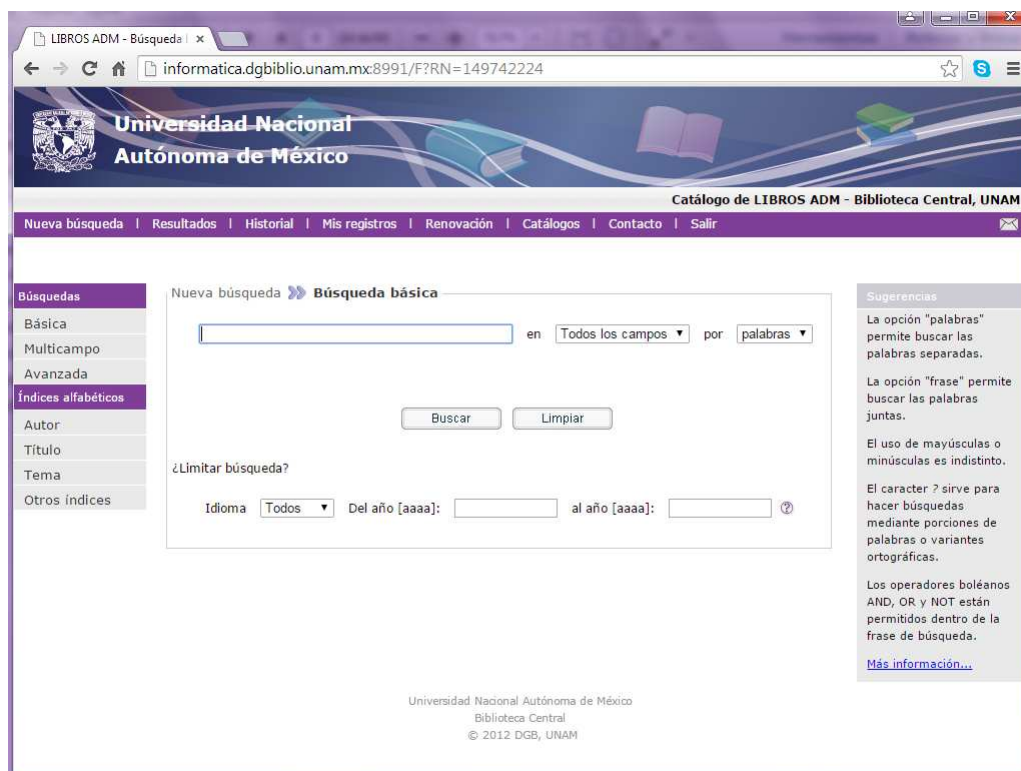 LIBROS ADM - Búsqueda
informatica.dgbiblio.unam.mx:8991/F?RN=149742224
Universidad Nacional
Autónoma de México
Catálogo de LIBROS ADM - Biblioteca Central, UNAM
Nueva búsqueda | Resultados | Historial | Mis registros | Renovación | Catálogos | Contacto | Salir
Búsquedas
Básica
Multicampo
Avanzada
Índices alfabéticos
Autor
Título
Tema
Otros índices
Nueva búsqueda Búsqueda básica
en Todos los campos por palabras
Buscar Limpiar
¿Limitar búsqueda?
Idioma Todos Del año [aaaa]: al año [aaaa]:
Sugerencias
La opción "palabras"
permite buscar las
palabras separadas.
La opción "frase" permite
buscar las palabras
juntas.
El uso de mayúsculas o
minúsculas es indistinto.
El caracter ? sirve para
hacer búsquedas
mediante porciones de
palabras o variantes
ortográficas.
Los operadores boléanos
AND, OR y NOT están
permitidos dentro de la
frase de búsqueda.
Más información...
Universidad Nacional Autónoma de México
Biblioteca Central
© 2012 DGB, UNAM